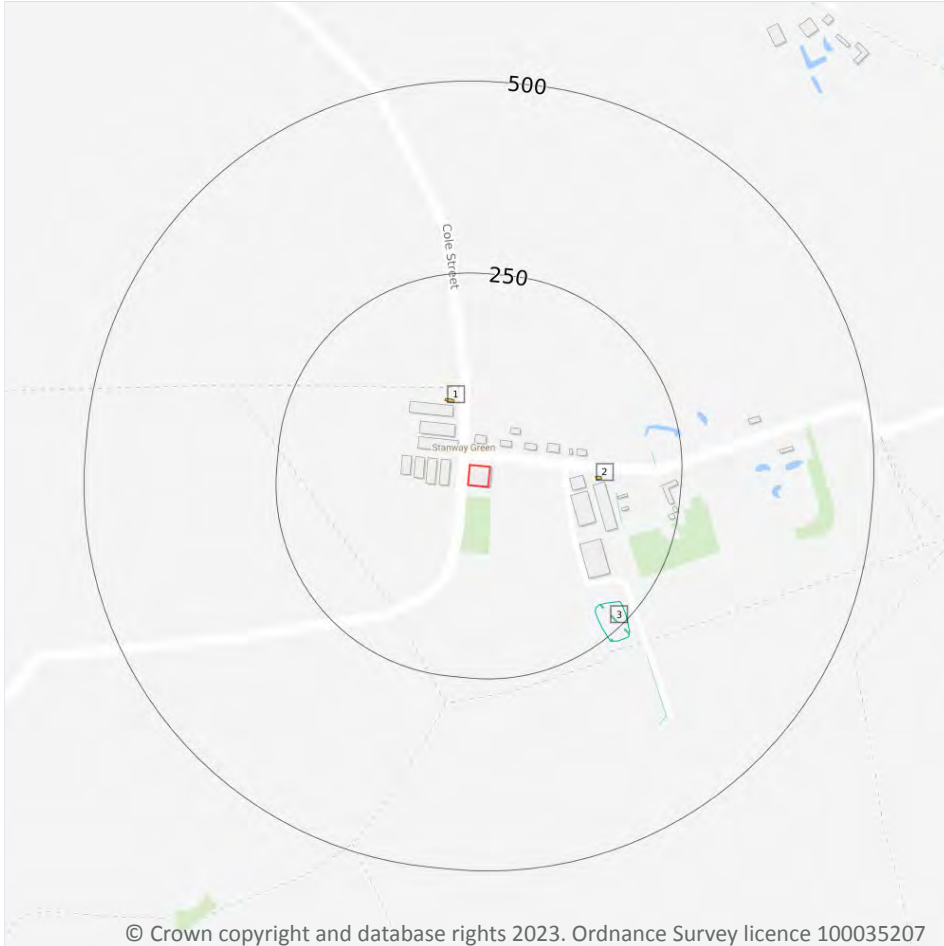 500
Cole Street
250
1
Stanway Green
2
3
© Crown copyright and database rights 2023. Ordnance Survey licence 100035207